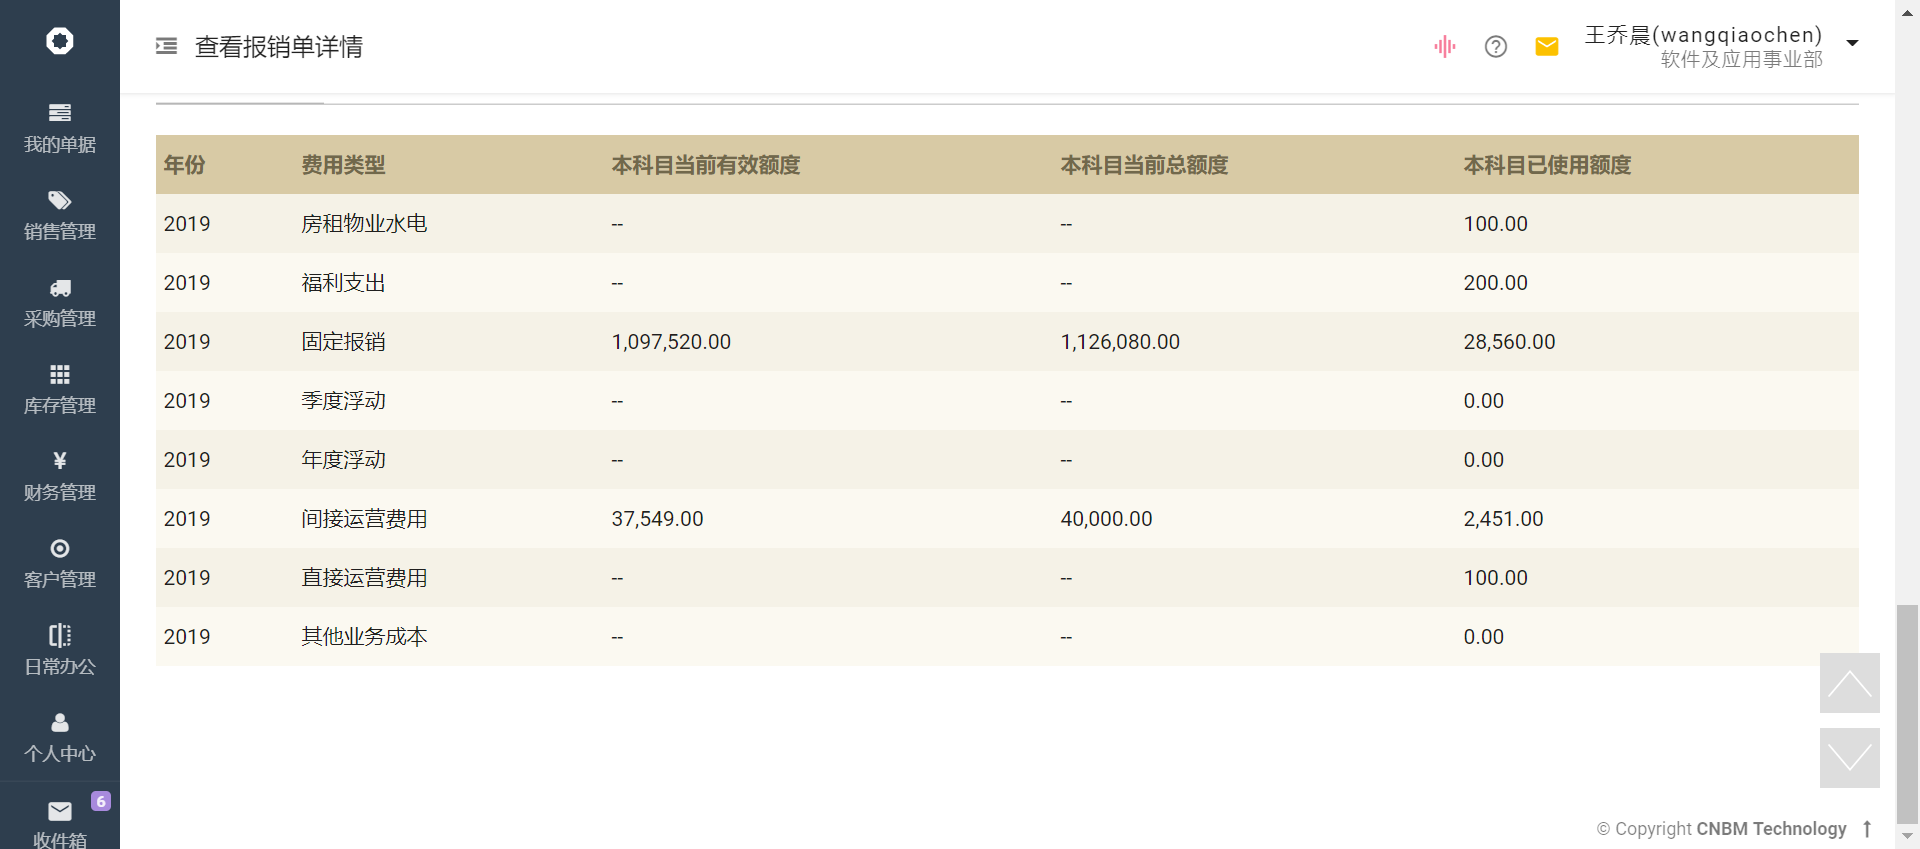 查看报销单详情
王乔晨(wangqiaochen)
软件及应用事业部
我的单据
销售管理
采购管理
库存管理
¥
财务管理
客户管理
日常办公
个人中心
6
收件箱
年份 费用类型 本科目当前有效额度 本科目当前总额度 本科目已使用额度
2019 房租物业水电 -- -- 100.00
2019 福利支出 -- -- 200.00
2019 固定报销 1,097,520.00 1,126,080.00 28,560.00
2019 季度浮动 -- -- 0.00
2019 年度浮动 -- -- 0.00
2019 间接运营费用 37,549.00 40,000.00 2,451.00
2019 直接运营费用 -- -- 100.00
2019 其他业务成本 -- -- 0.00
© Copyright CNBM Technology